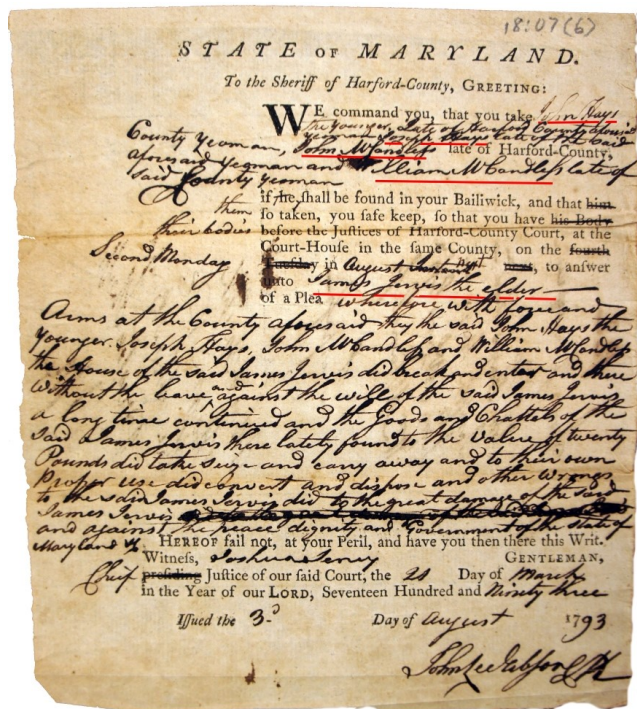 18:07(6)
STATE OF MARYLAND.
To the Sheriff of Harford-County, GREETING:
WE command you, that you take John Hays
the younger, Late of Harford County aforesaid
yeoman Joseph Hays late of the said
County Yeoman, John McCandless late of Harford-County,
aforesaid yeoman and William McCandless late of
said County yeoman
if he shall be found in your Bailiwick, and that him
them so taken, you safe keep, so that you have his Body
their bodies before the Justices of Harford-County Court, at the
Court-House in the same County, on the fourth
Second Monday Tuesday in August next, to answer
unto James Jervis the elder
of a Plea wherefore with force and
Arms at the County aforesaid they the said John Hays the
younger Joseph Hays, John McCandless and William McCandless
the House of the said James Jervis did break and enter and there
without the leave and against the will of the said James Jervis
a long time continued and the Goods and Chattels of the
said James Jervis there lately found to the Value of twenty
Pounds did take seize and carry away and to their own
Proper use did convert and dispose and other wrongs
to the said James Jervis did to the great damage of the said
James Jervis
and against the peace dignity and Government of the state of
Maryland &c. HEREOF fail not, at your Peril, and have you then there this Writ.
Witness, GENTLEMAN,
Chief presiding Justice of our said Court, the Day of March
in the Year of our LORD, Seventeen Hundred and Ninety three
Issued the 3d Day of August 1793